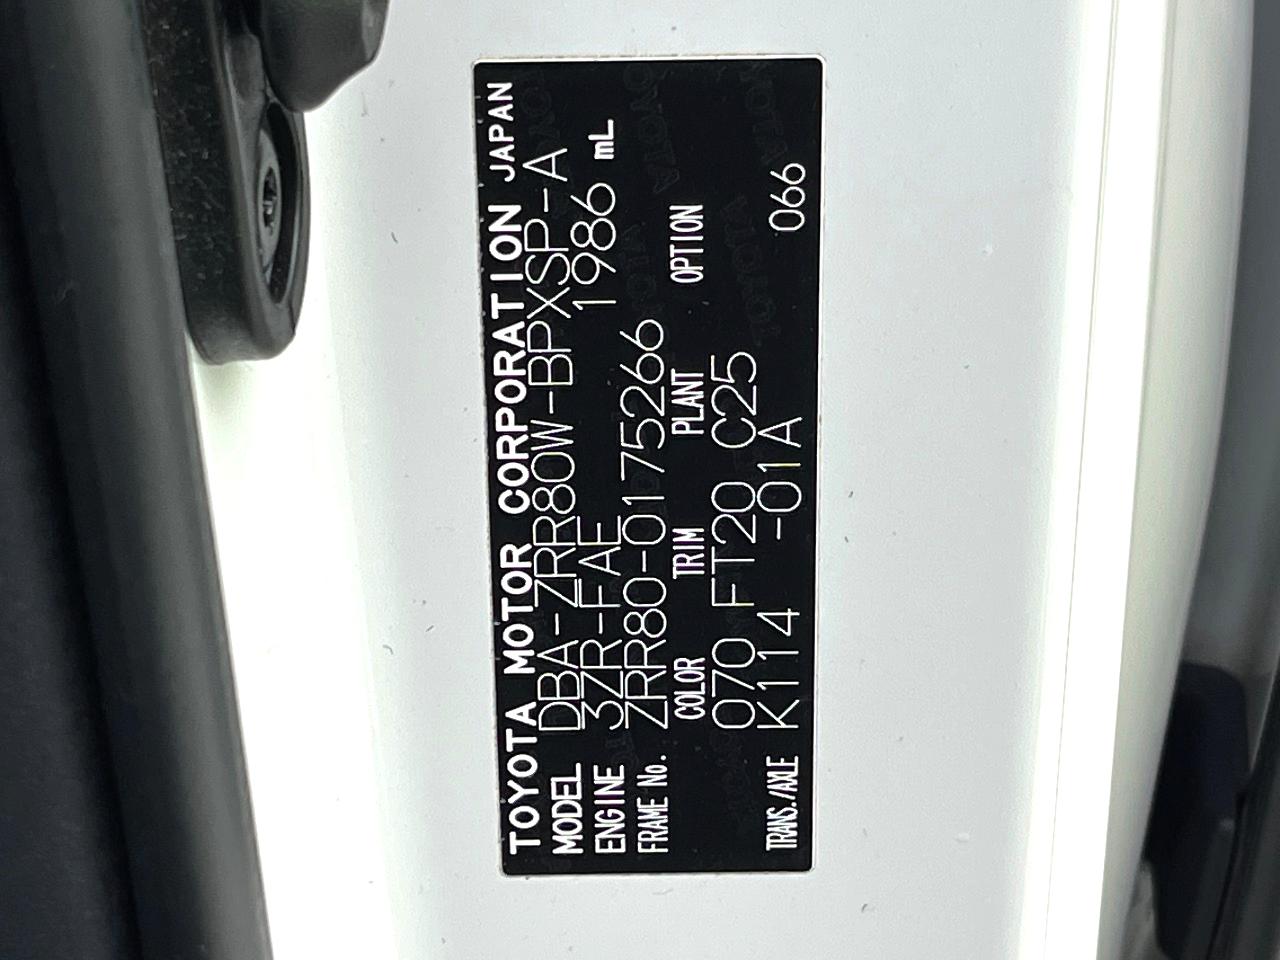 TOYOTA MOTOR CORPORATION JAPAN
MODEL DBA-ZRR80W-BPXSP-A
ENGINE 3ZR-FAE 1986 mL
FRAME No. ZRR80-0175266
COLOR TRIM PLANT OPTION
070 FT20 C25
TRANS./AXLE K114 -01A 066